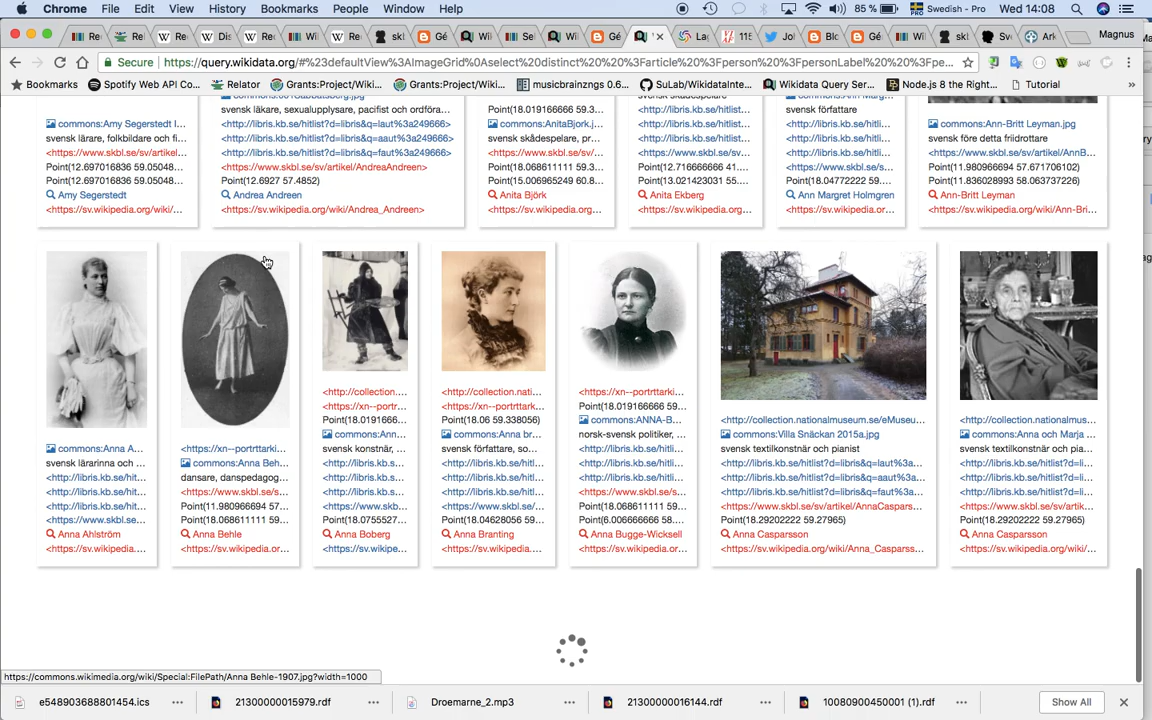 Chrome File Edit View History Bookmarks People Window Help 85 % Swedish - Pro Wed 14:08
Re Rel Re Dis Re Wil Re skl Gé Wik Sel Wi Gé Lag 115 Jol Blo Gé Wi skl Sve Ark Magnus
Secure https://query.wikidata.org/#%23defaultView%3AImageGrid%0Aselect%20distinct%20%20%3Farticle%20%3Fperson%20%3FpersonLabel%20%20%3Fpe...
Bookmarks Spotify Web API Co... Relator Grants:Project/Wiki... Grants:Project/Wiki... musicbrainzngs 0.6... SuLab/WikidataInte... Wikidata Query Ser... Node.js 8 the Right... Tutorial »
commons:Amy Segerstedt I...
svensk lärare, folkbildare och fi...
<https://www.skbl.se/sv/artikel...
Point(12.697016836 59.05048...
Point(12.697016836 59.05048...
Amy Segerstedt
<https://sv.wikipedia.org/wiki/...
svensk läkare, sexualupplysare, pacifist och ordföra...
<http://libris.kb.se/hitlist?d=libris&q=laut%3a249666>
<http://libris.kb.se/hitlist?d=libris&q=aaut%3a249666>
<http://libris.kb.se/hitlist?d=libris&q=faut%3a249666>
<https://www.skbl.se/sv/artikel/AndreaAndreen>
Point(12.6927 57.4852)
Andrea Andreen
<https://sv.wikipedia.org/wiki/Andrea_Andreen>
Point(18.019166666 59.3...
commons:AnitaBjork.j...
svensk skådespelare, pr...
<https://www.skbl.se/sv/...
Point(18.068611111 59.3...
Point(15.006965249 60.8...
Anita Björk
<https://sv.wikipedia.org...
<http://libris.kb.se/hitlist...
<http://libris.kb.se/hitlist...
<http://libris.kb.se/hitlist...
<https://www.skbl.se/sv/...
Point(12.716666666 41....
Point(13.021423031 55....
Anita Ekberg
<https://sv.wikipedia.org...
svensk författare
<http://libris.kb.se/hitli...
<http://libris.kb.se/hitli...
<http://libris.kb.se/hitli...
<https://www.skbl.se/s...
Point(18.04772222 59....
Ann Margret Holmgren
<https://sv.wikipedia.or...
commons:Ann-Britt Leyman.jpg
svensk före detta friidrottare
<https://www.skbl.se/sv/artikel/AnnB...
Point(11.980966694 57.671706102)
Point(11.836028993 58.063737226)
Ann-Britt Leyman
<https://sv.wikipedia.org/wiki/Ann-Bri...
commons:Anna A...
svensk lärarinna och ...
<http://libris.kb.se/hit...
<http://libris.kb.se/hit...
<http://libris.kb.se/hit...
<https://www.skbl.se...
Anna Ahlström
<https://sv.wikipedia....
<https://xn--portrttarki...
commons:Anna Beh...
dansare, danspedagog...
<https://www.skbl.se/s...
Point(11.980966694 57...
Point(18.068611111 59...
Anna Behle
<https://sv.wikipedia.or...
<http://collection....
<https://xn--portr...
Point(18.0191666...
commons:Ann...
svensk konstnär, ...
<http://libris.kb.s...
<http://libris.kb.s...
<http://libris.kb.s...
<https://www.skb...
Point(18.0755527...
Anna Boberg
<https://sv.wikipe...
<http://collection.nati...
<https://xn--portrttark...
Point(18.06 59.338056)
commons:Anna br...
svensk författare, so...
<http://libris.kb.se/hit...
<http://libris.kb.se/hit...
<http://libris.kb.se/hit...
<https://www.skbl.se/...
Point(18.04628056 59...
Anna Branting
<https://sv.wikipedia....
<https://xn--portrttarki...
Point(18.019166666 59...
commons:ANNA-B...
norsk-svensk politiker, ...
<http://libris.kb.se/hitli...
<http://libris.kb.se/hitli...
<http://libris.kb.se/hitli...
<https://www.skbl.se/s...
Point(18.068611111 59...
Point(6.006666666 58....
Anna Bugge-Wicksell
<https://sv.wikipedia.or...
<http://collection.nationalmuseum.se/eMuseu...
commons:Villa Snäckan 2015a.jpg
svensk textilkonstnär och pianist
<http://libris.kb.se/hitlist?d=libris&q=laut%3a...
<http://libris.kb.se/hitlist?d=libris&q=aaut%3a...
<http://libris.kb.se/hitlist?d=libris&q=faut%3a...
<https://www.skbl.se/sv/artikel/AnnaCaspars...
Point(18.29202222 59.27965)
Anna Casparsson
<https://sv.wikipedia.org/wiki/Anna_Casparss...
<http://collection.nationalmus...
commons:Anna och Marja ...
svensk textilkonstnär och pia...
<http://libris.kb.se/hitlist?d=li...
<http://libris.kb.se/hitlist?d=li...
<http://libris.kb.se/hitlist?d=li...
<https://www.skbl.se/sv/artik...
Point(18.29202222 59.27965)
Anna Casparsson
<https://sv.wikipedia.org/wiki/...
https://commons.wikimedia.org/wiki/Special:FilePath/Anna Behle-1907.jpg?width=1000
e548903688801454.ics 21300000015979.rdf Droemarne_2.mp3 21300000016144.rdf 10080900450001 (1).rdf Show All